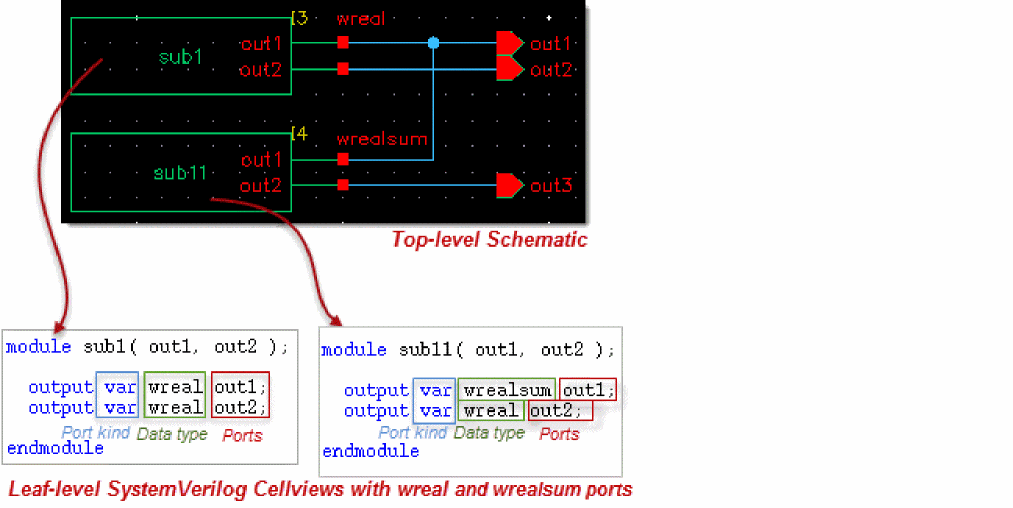 [3 wreal
out1 out1
sub1
out2 out2
[4
wrealsum
out1
sub11
out2 out3
Top-level Schematic
module sub1( out1, out2 );
output var wreal out1;
output var wreal out2;
Port kind Data type Ports
endmodule
module sub11( out1, out2 );
output var wrealsum out1;
output var wreal out2;
Port kind Data type Ports
endmodule
Leaf-level SystemVerilog Cellviews with wreal and wrealsum ports